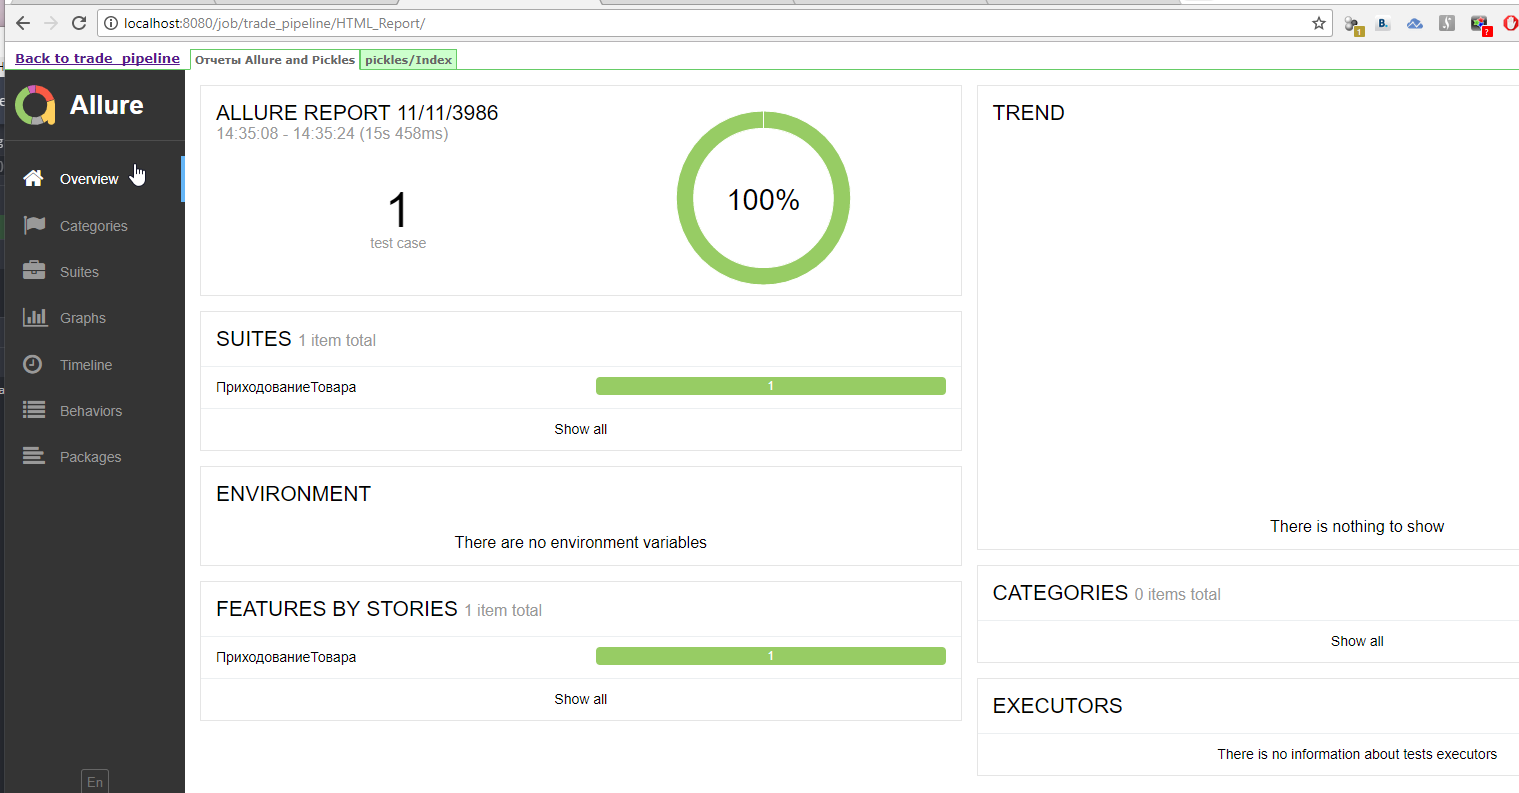 localhost:8080/job/trade_pipeline/HTML_Report/
Back to trade_pipeline
Отчеты Allure and Pickles
pickles/Index
Allure
Overview
Categories
Suites
Graphs
Timeline
Behaviors
Packages
En
ALLURE REPORT 11/11/3986
14:35:08 - 14:35:24 (15s 458ms)
1
test case
100%
SUITES 1 item total
ПриходованиеТовара 1
Show all
ENVIRONMENT
There are no environment variables
FEATURES BY STORIES 1 item total
ПриходованиеТовара 1
Show all
TREND
There is nothing to show
CATEGORIES 0 items total
Show all
EXECUTORS
There is no information about tests executors